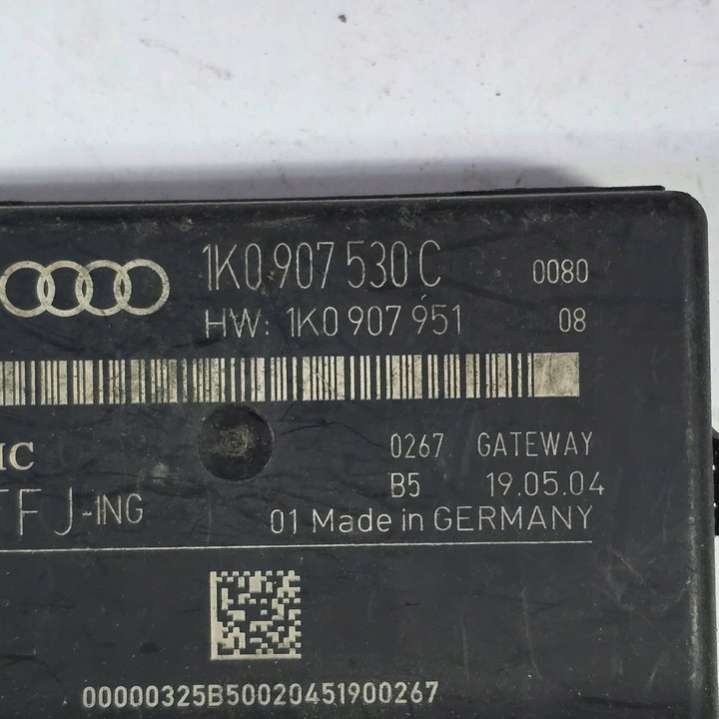 1K0 907 530 C 0080
HW: 1K0 907 951 08
0267 GATEWAY
B5 19.05.04
J-ING
01 Made in GERMANY
00000325B50020451900267